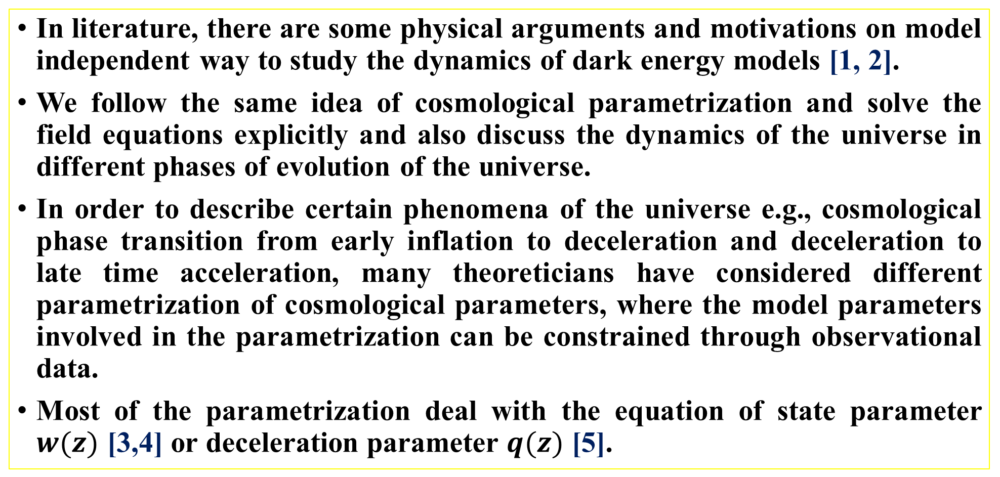 • In literature, there are some physical arguments and motivations on model
independent way to study the dynamics of dark energy models [1, 2].
• We follow the same idea of cosmological parametrization and solve the
field equations explicitly and also discuss the dynamics of the universe in
different phases of evolution of the universe.
• In order to describe certain phenomena of the universe e.g., cosmological
phase transition from early inflation to deceleration and deceleration to
late time acceleration, many theoreticians have considered different
parametrization of cosmological parameters, where the model parameters
involved in the parametrization can be constrained through observational
data.
• Most of the parametrization deal with the equation of state parameter
w(z) [3,4] or deceleration parameter q(z) [5].